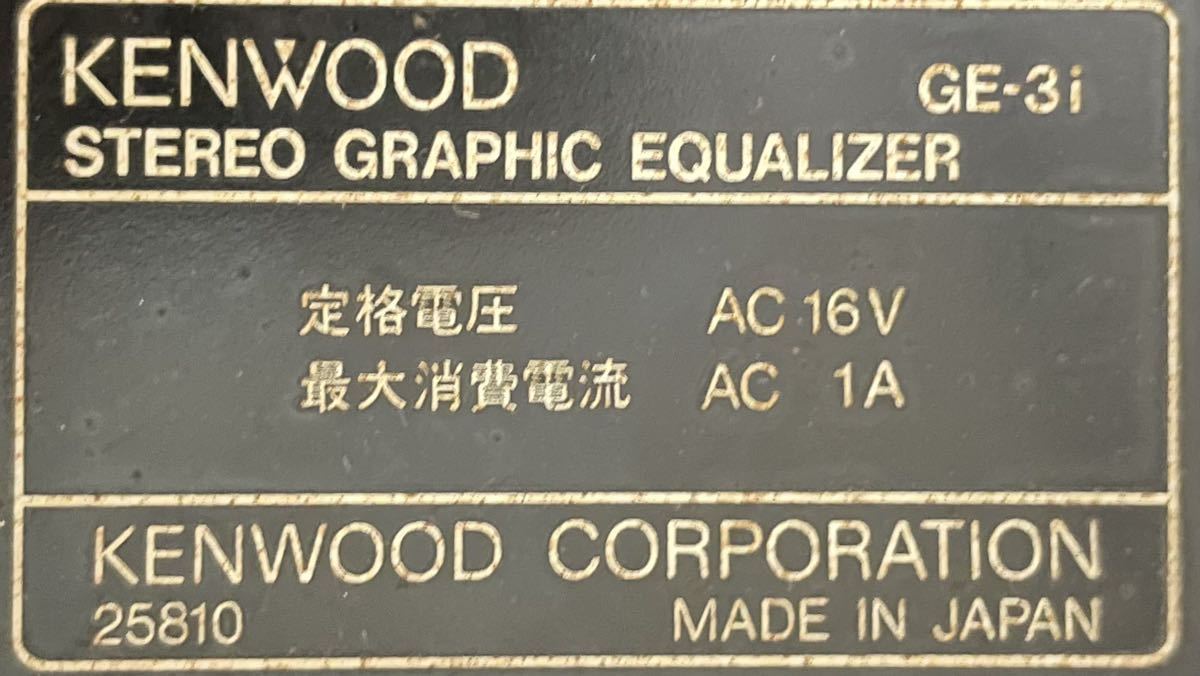 KENWOOD GE-3i
STEREO GRAPHIC EQUALIZER
定格電圧 AC 16V
最大消費電流 AC 1A
KENWOOD CORPORATION
25810 MADE IN JAPAN